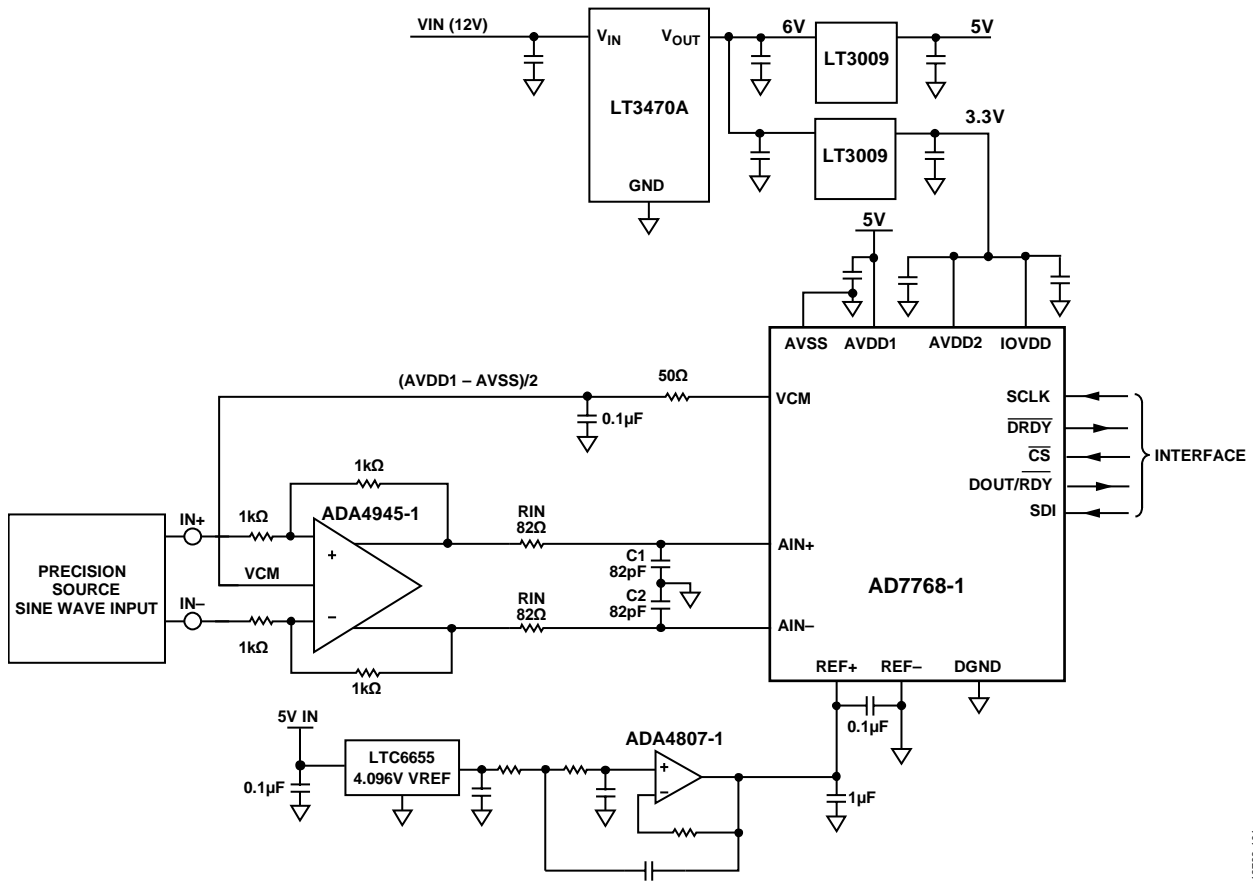 VIN (12V)
VIN
VOUT
LT3470A
GND
6V
LT3009
5V
LT3009
3.3V
5V
AVSS
AVDD1
AVDD2
IOVDD
(AVDD1 – AVSS)/2
50Ω
VCM
0.1µF
SCLK
DRDY
CS
DOUT/RDY
SDI
INTERFACE
1kΩ
ADA4945-1
IN+
1kΩ
+
VCM
–
IN–
1kΩ
1kΩ
PRECISION
SOURCE
SINE WAVE INPUT
RIN
82Ω
C1
82pF
C2
82pF
RIN
82Ω
AIN+
AIN–
AD7768-1
REF+
REF–
DGND
0.1µF
5V IN
0.1µF
LTC6655
4.096V VREF
ADA4807-1
+
–
1µF